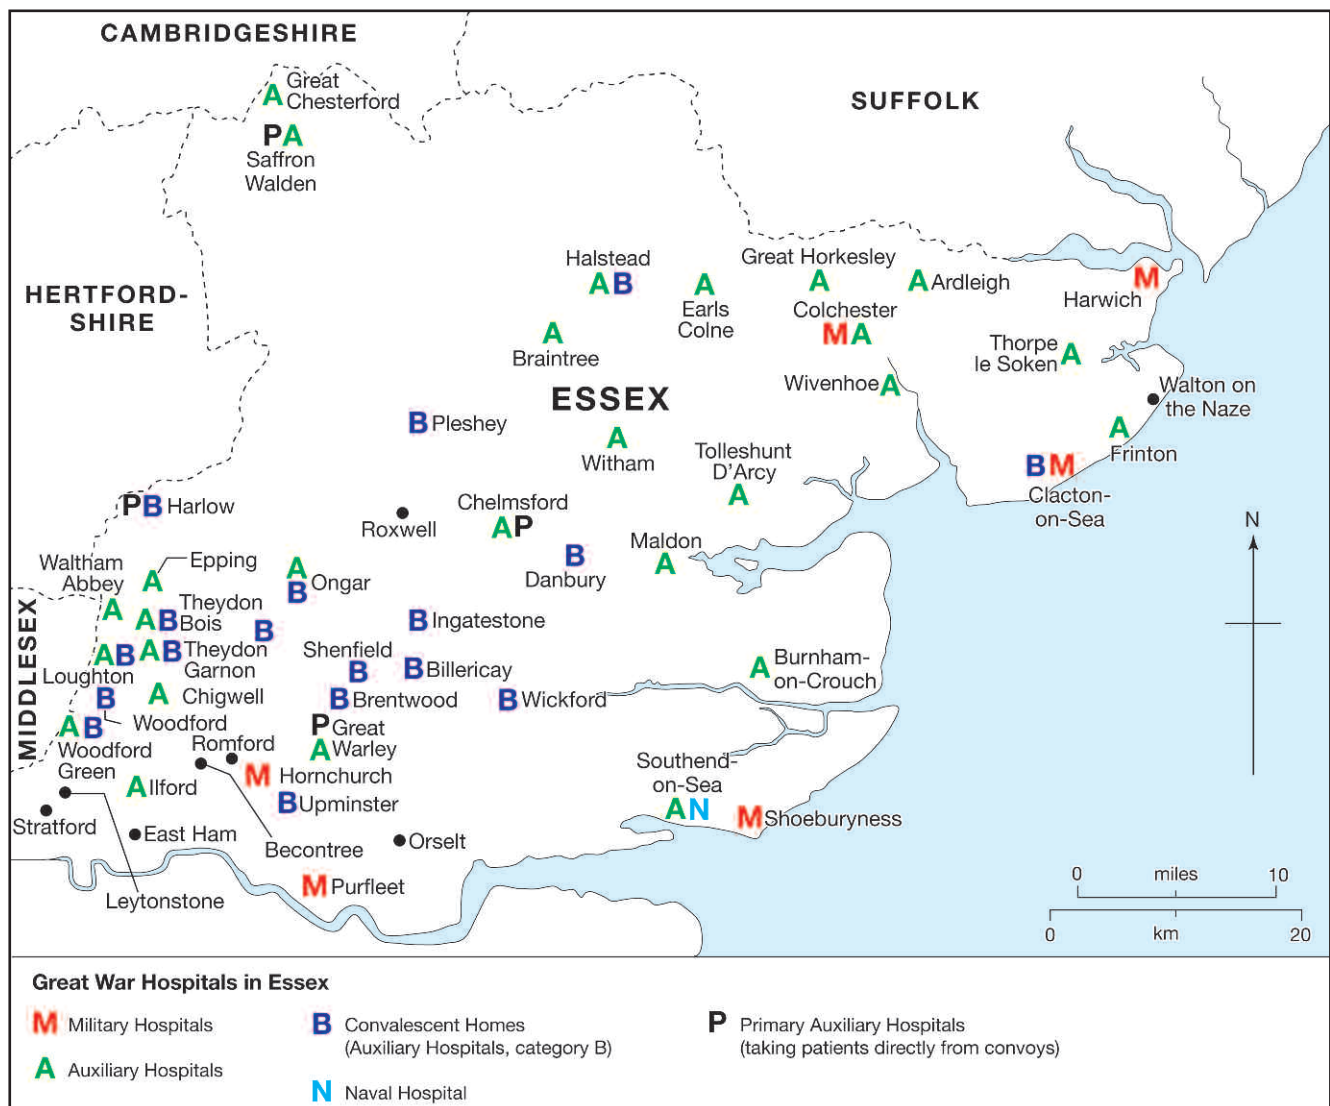 CAMBRIDGESHIRE
Great
Chesterford
A
SUFFOLK
PA
Saffron
Walden
HERTFORD-
SHIRE
Halstead
AB
A
Earls
Colne
Great Horkesley
A
A Ardleigh
M
Harwich
Colchester
MA
A
Braintree
Thorpe
le Soken A
Wivenhoe A
Walton on
the Naze
ESSEX
B Pleshey
A
Witham
A
Frinton
Tolleshunt
D'Arcy
A
BM
Clacton-
on-Sea
PB Harlow
Chelmsford
AP
Roxwell
N
Maldon
A
B
Danbury
Waltham
Abbey
A
Epping
A
A
B
Ongar
AB Theydon
Bois
B
B Ingatestone
MIDDLESEX
AB
Loughton
AB Theydon
Garnon
Shenfield
B
B Billericay
A Burnham-
on-Crouch
B
Woodford
A Chigwell
B Brentwood
B Wickford
AB
Woodford
Green
Romford
P Great
A Warley
M Hornchurch
Southend-
on-Sea
AN
M Shoeburyness
A Ilford
B Upminster
Stratford
East Ham
Becontree
Orselt
Leytonstone
M Purfleet
0 miles 10
0 km 20
Great War Hospitals in Essex
M Military Hospitals
A Auxiliary Hospitals
B Convalescent Homes
(Auxiliary Hospitals, category B)
N Naval Hospital
P Primary Auxiliary Hospitals
(taking patients directly from convoys)